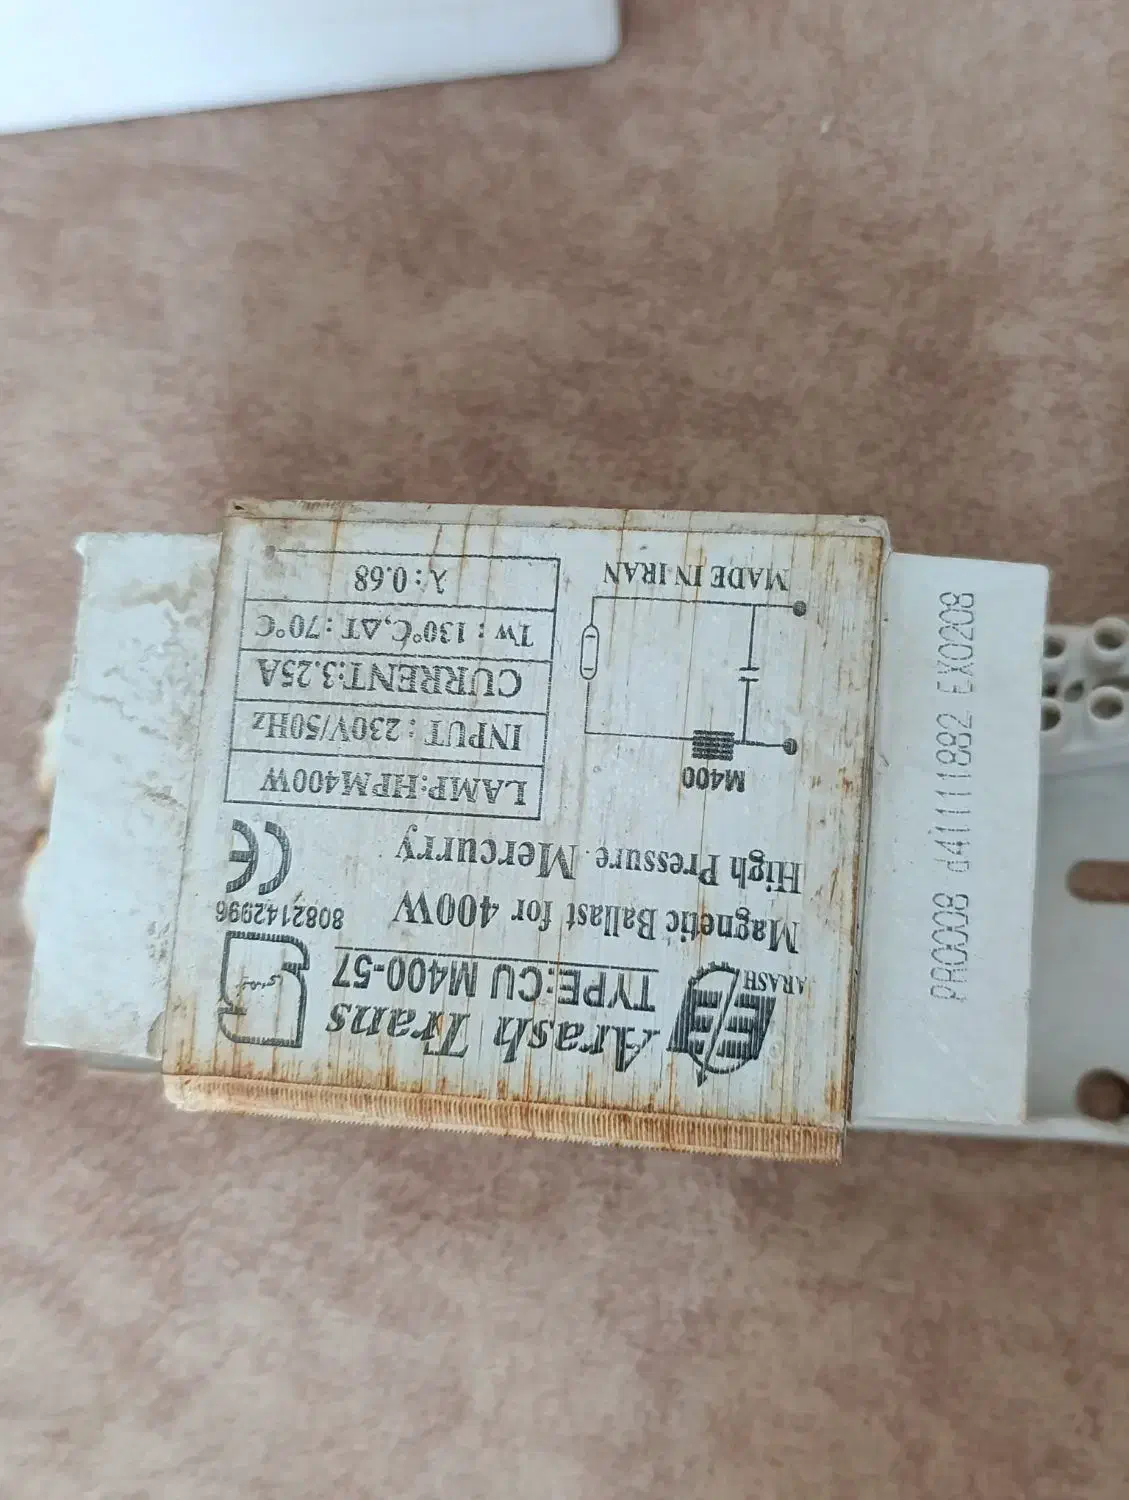 Arash Trans
ARASH
TYPE:CU M400-57
8082142996
Magnetic Ballast for 400W
High Pressure Mercury
CE
LAMP:HPM400W
INPUT : 230V/50Hz
CURRENT:3.25A
Tw : 130°C,ΔT :70°C
λ : 0.68
M400
MADE IN IRAN
PR0008 d41111882 EX0208